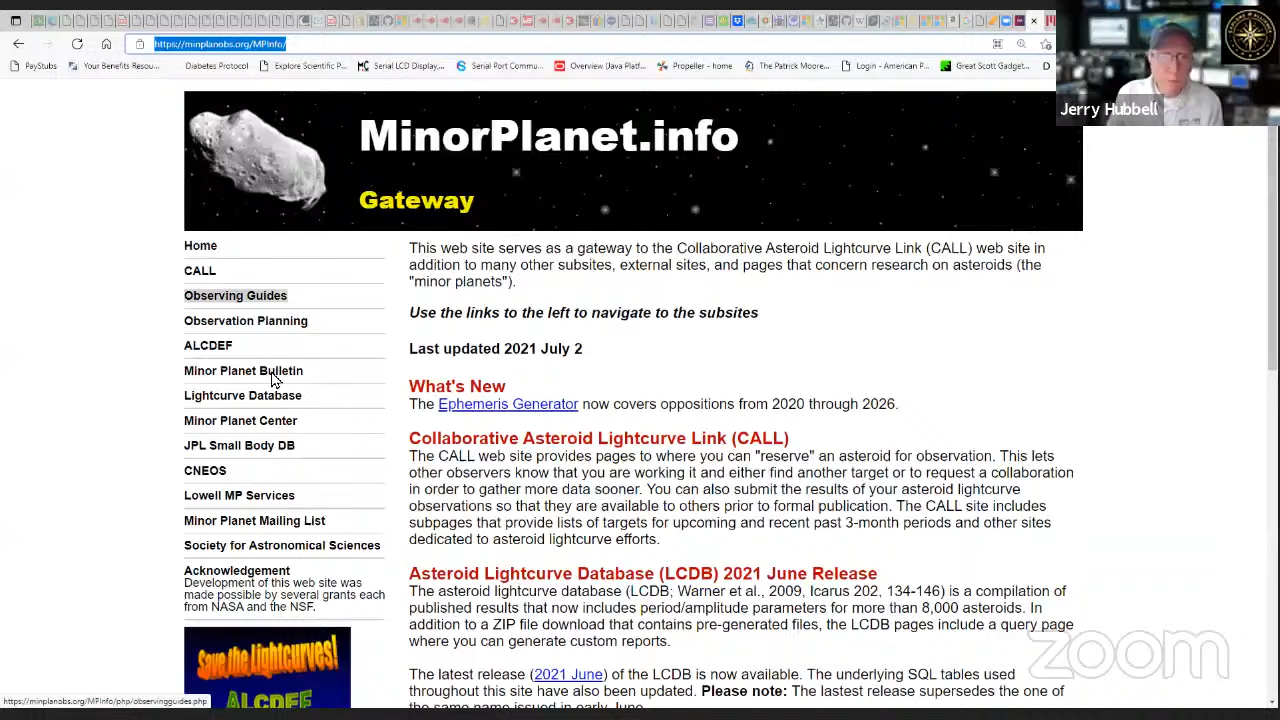 https://minplanobs.org/MPInfo/
PayStubs
Your Benefits Resou...
Diabetes Protocol
Explore Scientific P...
Serial LCD Display,...
Serial Port Commu...
Overview (Java Platf...
Propeller - home
The Patrick Moore...
Login - American P...
Great Scott Gadget...
D
Jerry Hubbell
MinorPlanet.info
Gateway
Home
CALL
Observing Guides
Observation Planning
ALCDEF
Minor Planet Bulletin
Lightcurve Database
Minor Planet Center
JPL Small Body DB
CNEOS
Lowell MP Services
Minor Planet Mailing List
Society for Astronomical Sciences
Acknowledgement
Development of this web site was
made possible by several grants each
from NASA and the NSF.
Save the Lightcurves!
ALCDEF
This web site serves as a gateway to the Collaborative Asteroid Lightcurve Link (CALL) web site in
addition to many other subsites, external sites, and pages that concern research on asteroids (the
"minor planets").
Use the links to the left to navigate to the subsites
Last updated 2021 July 2
What's New
The Ephemeris Generator now covers oppositions from 2020 through 2026.
Collaborative Asteroid Lightcurve Link (CALL)
The CALL web site provides pages to where you can "reserve" an asteroid for observation. This lets
other observers know that you are working it and either find another target or to request a collaboration
in order to gather more data sooner. You can also submit the results of your asteroid lightcurve
observations so that they are available to others prior to formal publication. The CALL site includes
subpages that provide lists of targets for upcoming and recent past 3-month periods and other sites
dedicated to asteroid lightcurve efforts.
Asteroid Lightcurve Database (LCDB) 2021 June Release
The asteroid lightcurve database (LCDB; Warner et al., 2009, Icarus 202, 134-146) is a compilation of
published results that now includes period/amplitude parameters for more than 8,000 asteroids. In
addition to a ZIP file download that contains pre-generated files, the LCDB pages include a query page
where you can generate custom reports.
The latest release (2021 June) of the LCDB is now available. The underlying SQL tables used
throughout this site have also been updated. Please note: The lastest release supersedes the one of
the same name issued in early June.
zoom
https://minplanobs.org/MPInfo/php/observingguides.php